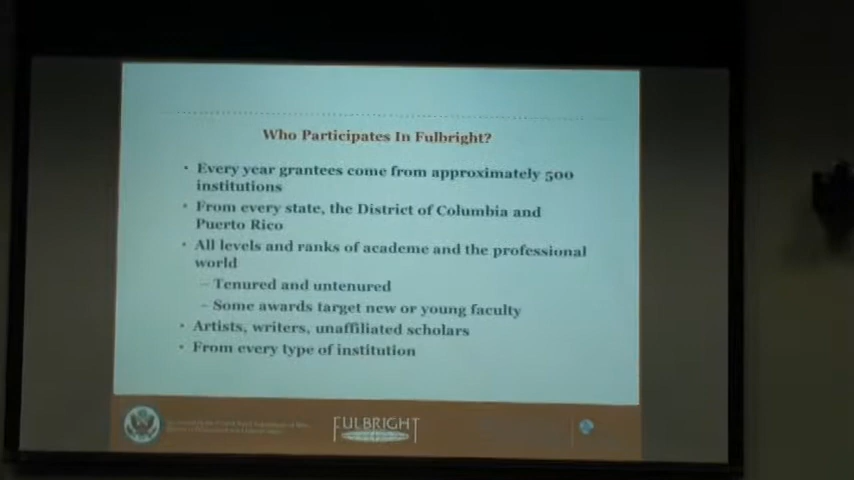 Who Participates In Fulbright?
• Every year grantees come from approximately 500
institutions
• From every state, the District of Columbia and
Puerto Rico
• All levels and ranks of academe and the professional
world
– Tenured and untenured
– Some awards target new or young faculty
• Artists, writers, unaffiliated scholars
• From every type of institution
FULBRIGHT